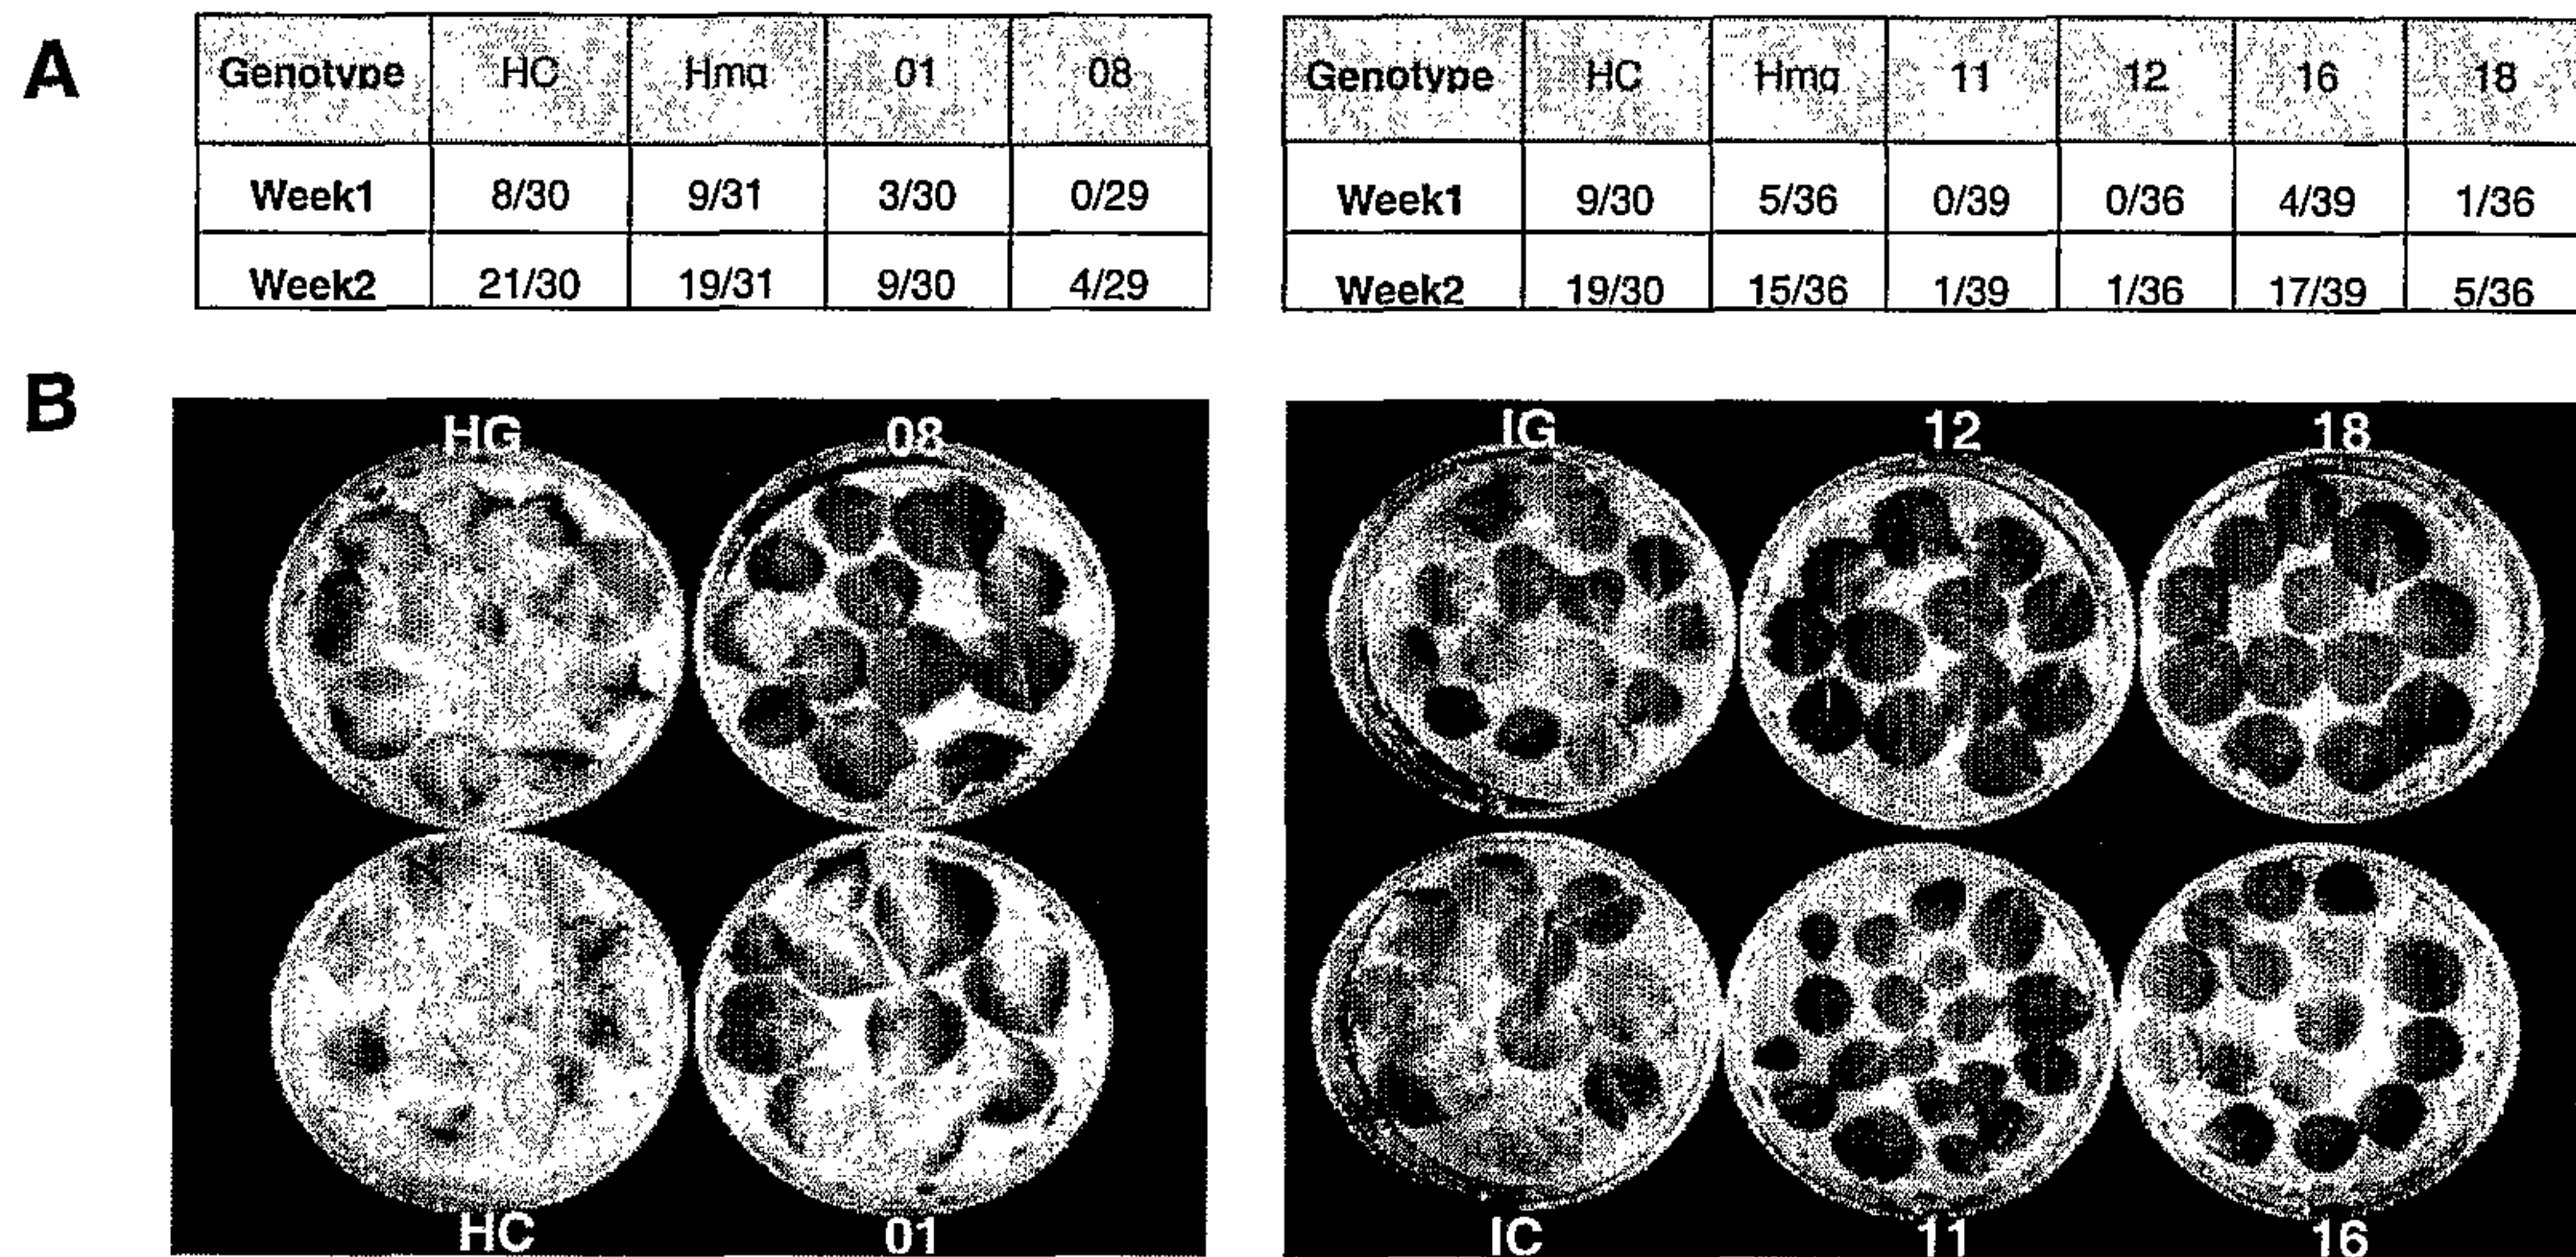 A
Genotype HC Hmg 01 08
Week1 8/30 9/31 3/30 0/29
Week2 21/30 19/31 9/30 4/29
Genotype HC Hmg 11 12 16 18
Week1 9/30 5/36 0/39 0/36 4/39 1/36
Week2 19/30 15/36 1/39 1/36 17/39 5/36
B
HG 08
HC 01
IG 12 18
IC 11 16